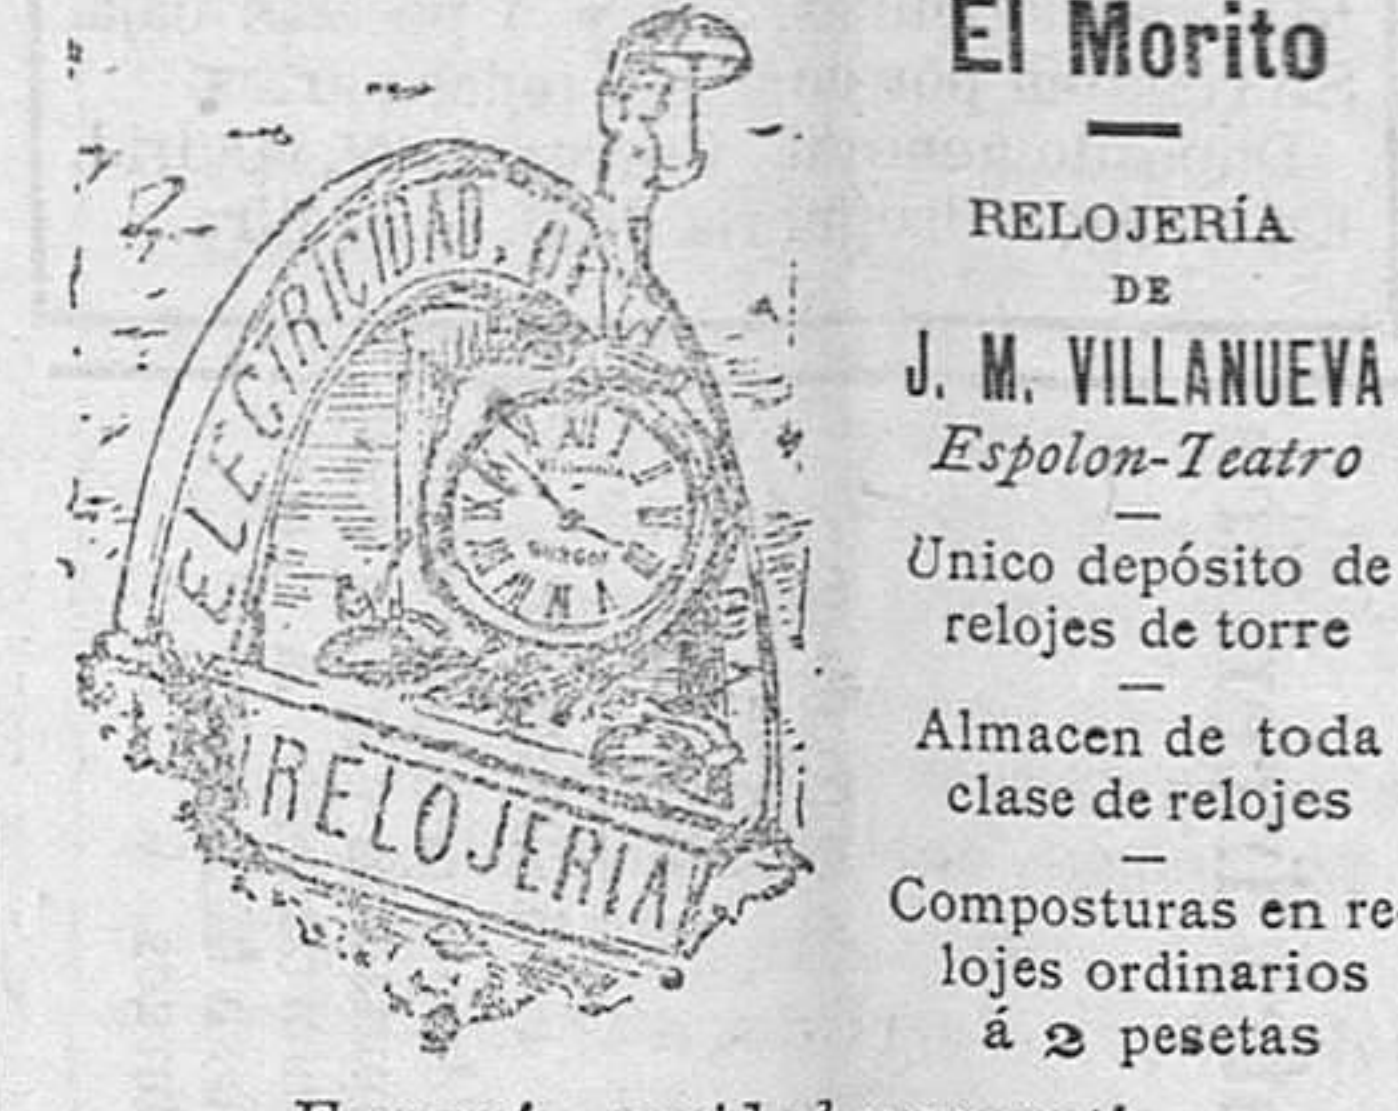 El Morito
RELOJERÍA
DE
J. M. VILLANUEVA
Espolon-Teatro
Unico depósito de
relojes de torre
Almacen de toda
clase de relojes
Composturas en re
lojes ordinarios
á 2 pesetas
ELECTRICIDAD,
BURGOS
RELOJERIA